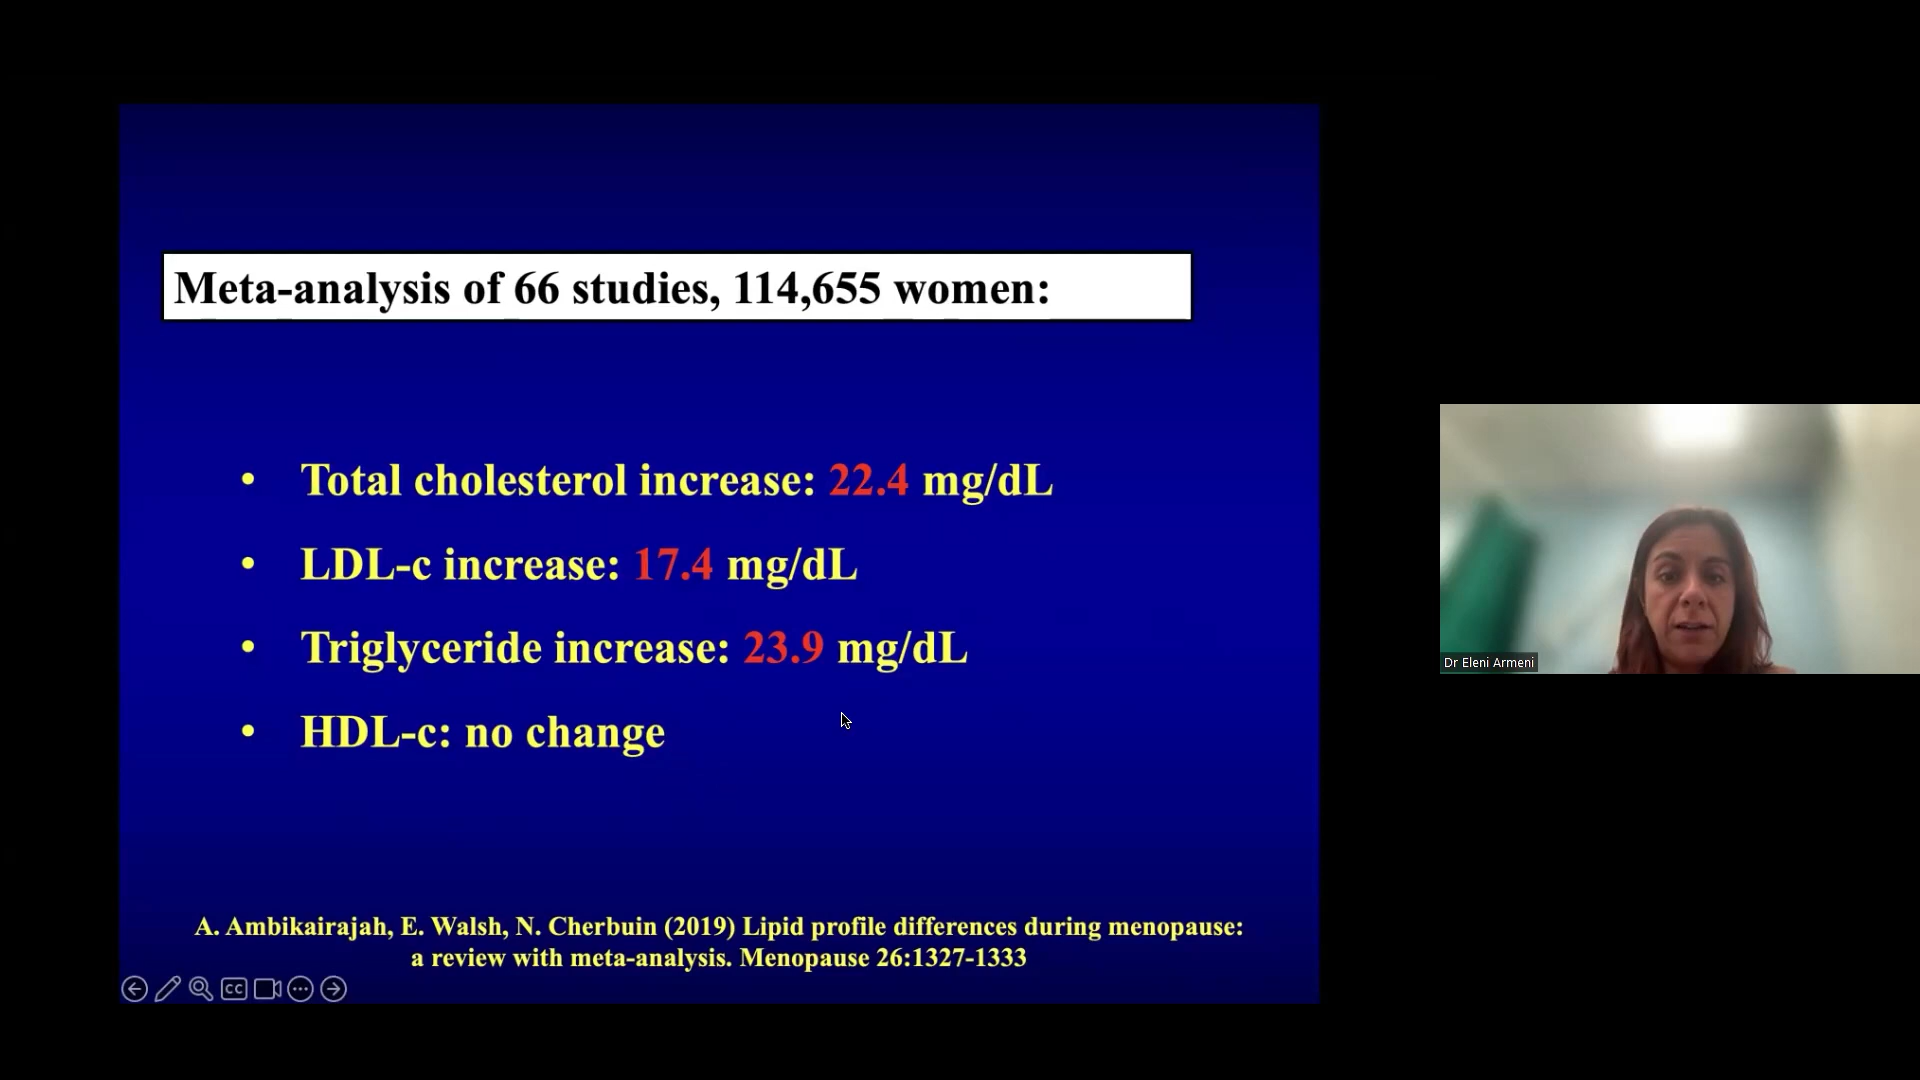 Meta-analysis of 66 studies, 114,655 women:
• Total cholesterol increase: 22.4 mg/dL
• LDL-c increase: 17.4 mg/dL
• Triglyceride increase: 23.9 mg/dL
• HDL-c: no change
A. Ambikairajah, E. Walsh, N. Cherbuin (2019) Lipid profile differences during menopause:
a review with meta-analysis. Menopause 26:1327-1333
CC
Dr Eleni Armeni